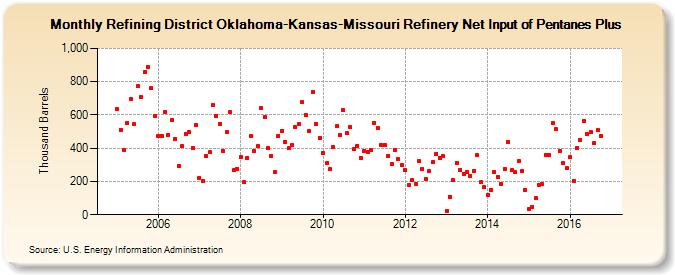 Monthly Refining District Oklahoma-Kansas-Missouri Refinery Net Input of Pentanes Plus
Thousand Barrels
1,000
800
600
400
200
0
2006 2008 2010 2012 2014 2016
Source: U.S. Energy Information Administration